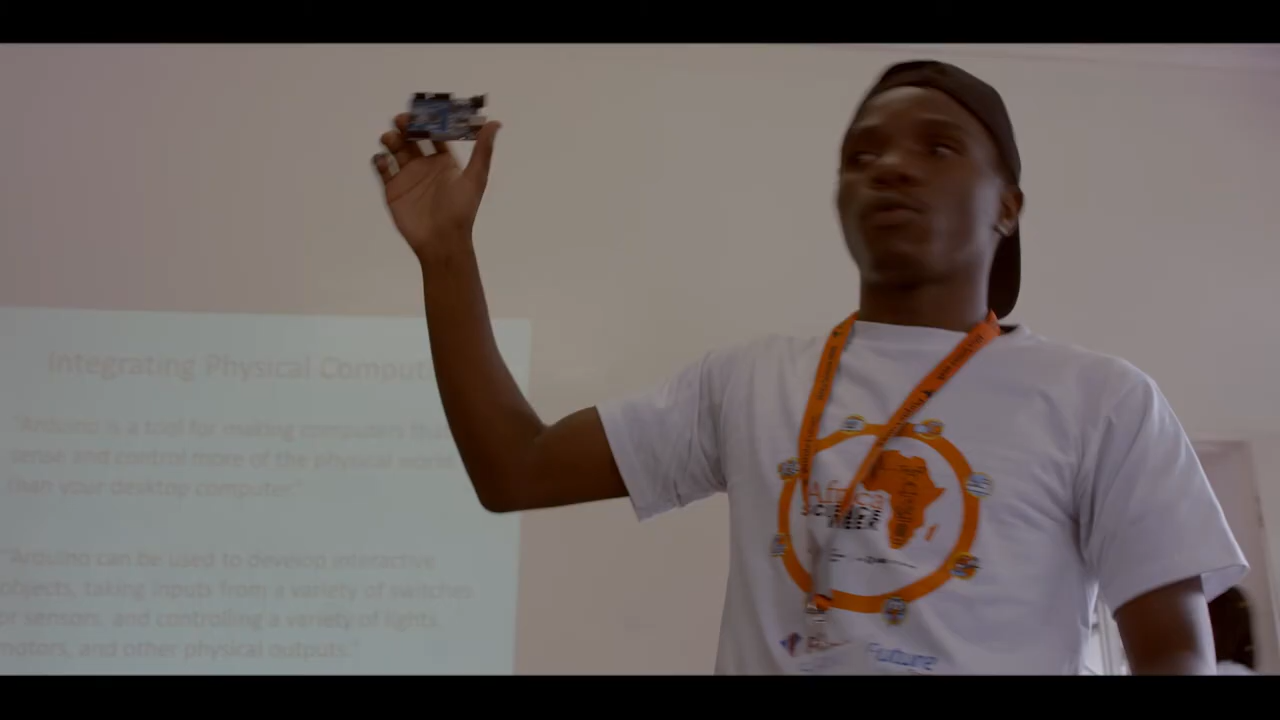 Integrating Physical Comput
"Arduino is a tool for making computers that
sense and control more of the physical world
than your desktop computer"
"Arduino can be used to develop interactive
objects, taking inputs from a variety of switches
or sensors, and controlling a variety of lights,
motors, and other physical outputs."
Africa
SCIENCE
WEEK
Future